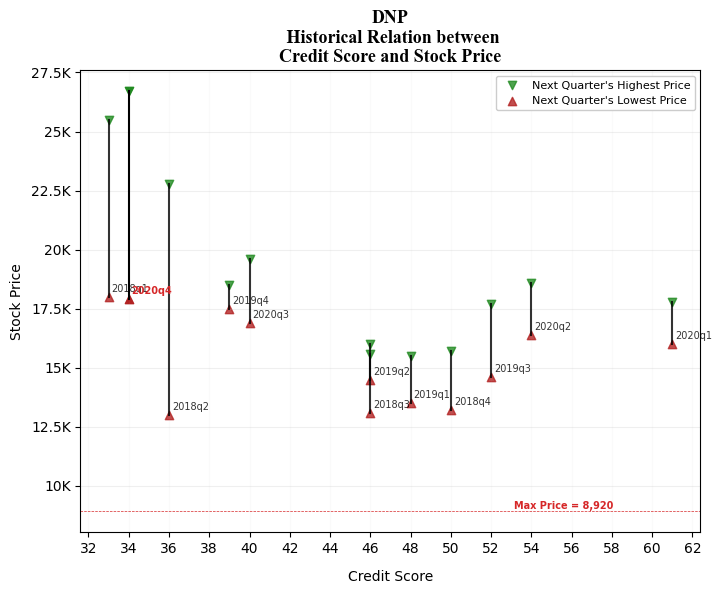 DNP
Historical Relation between
Credit Score and Stock Price
Next Quarter's Highest Price
Next Quarter's Lowest Price
27.5K
25K
22.5K
20K
17.5K
15K
12.5K
10K
Stock Price
2018q1
2020q4
2018q2
2019q4
2020q3
2019q2
2018q3
2019q1
2018q4
2019q3
2020q2
2020q1
Max Price = 8,920
32 34 36 38 40 42 44 46 48 50 52 54 56 58 60 62
Credit Score